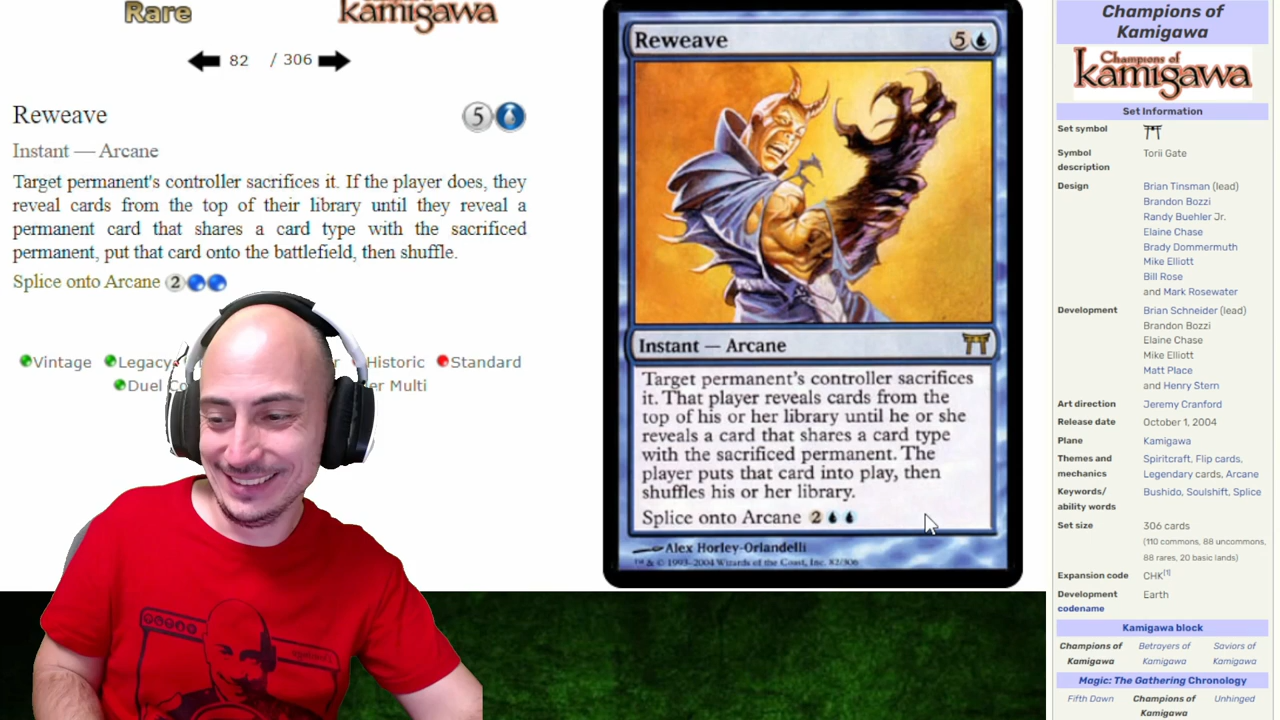 Rare
kamigawa
82 / 306
Reweave
5
Instant — Arcane
Target permanent's controller sacrifices it. If the player does, they
reveal cards from the top of their library until they reveal a
permanent card that shares a card type with the sacrificed
permanent, put that card onto the battlefield, then shuffle.
Splice onto Arcane 2
Vintage Legacy Historic Standard
Duel er Multi
Reweave 5
Instant — Arcane
Target permanent's controller sacrifices
it. That player reveals cards from the
top of his or her library until he or she
reveals a card that shares a card type
with the sacrificed permanent. The
player puts that card into play, then
shuffles his or her library.
Splice onto Arcane 2
Alex Horley-Orlandelli
™ & © 1993–2004 Wizards of the Coast, Inc. 82/306
Champions of
Kamigawa
Champions of
kamigawa
Set Information
Set symbol
Symbol description Torii Gate
Design Brian Tinsman (lead)
Brandon Bozzi
Randy Buehler Jr.
Elaine Chase
Brady Dommermuth
Mike Elliott
Bill Rose
and Mark Rosewater
Development Brian Schneider (lead)
Brandon Bozzi
Elaine Chase
Mike Elliott
Matt Place
and Henry Stern
Art direction Jeremy Cranford
Release date October 1, 2004
Plane Kamigawa
Themes and Spiritcraft, Flip cards,
mechanics Legendary cards, Arcane
Keywords/ Bushido, Soulshift, Splice
ability words
Set size 306 cards
(110 commons, 88 uncommons,
88 rares, 20 basic lands)
Expansion code CHK[1]
Development Earth
codename
Kamigawa block
Champions of Betrayers of Saviors of
Kamigawa Kamigawa Kamigawa
Magic: The Gathering Chronology
Fifth Dawn Champions of Unhinged
Kamigawa